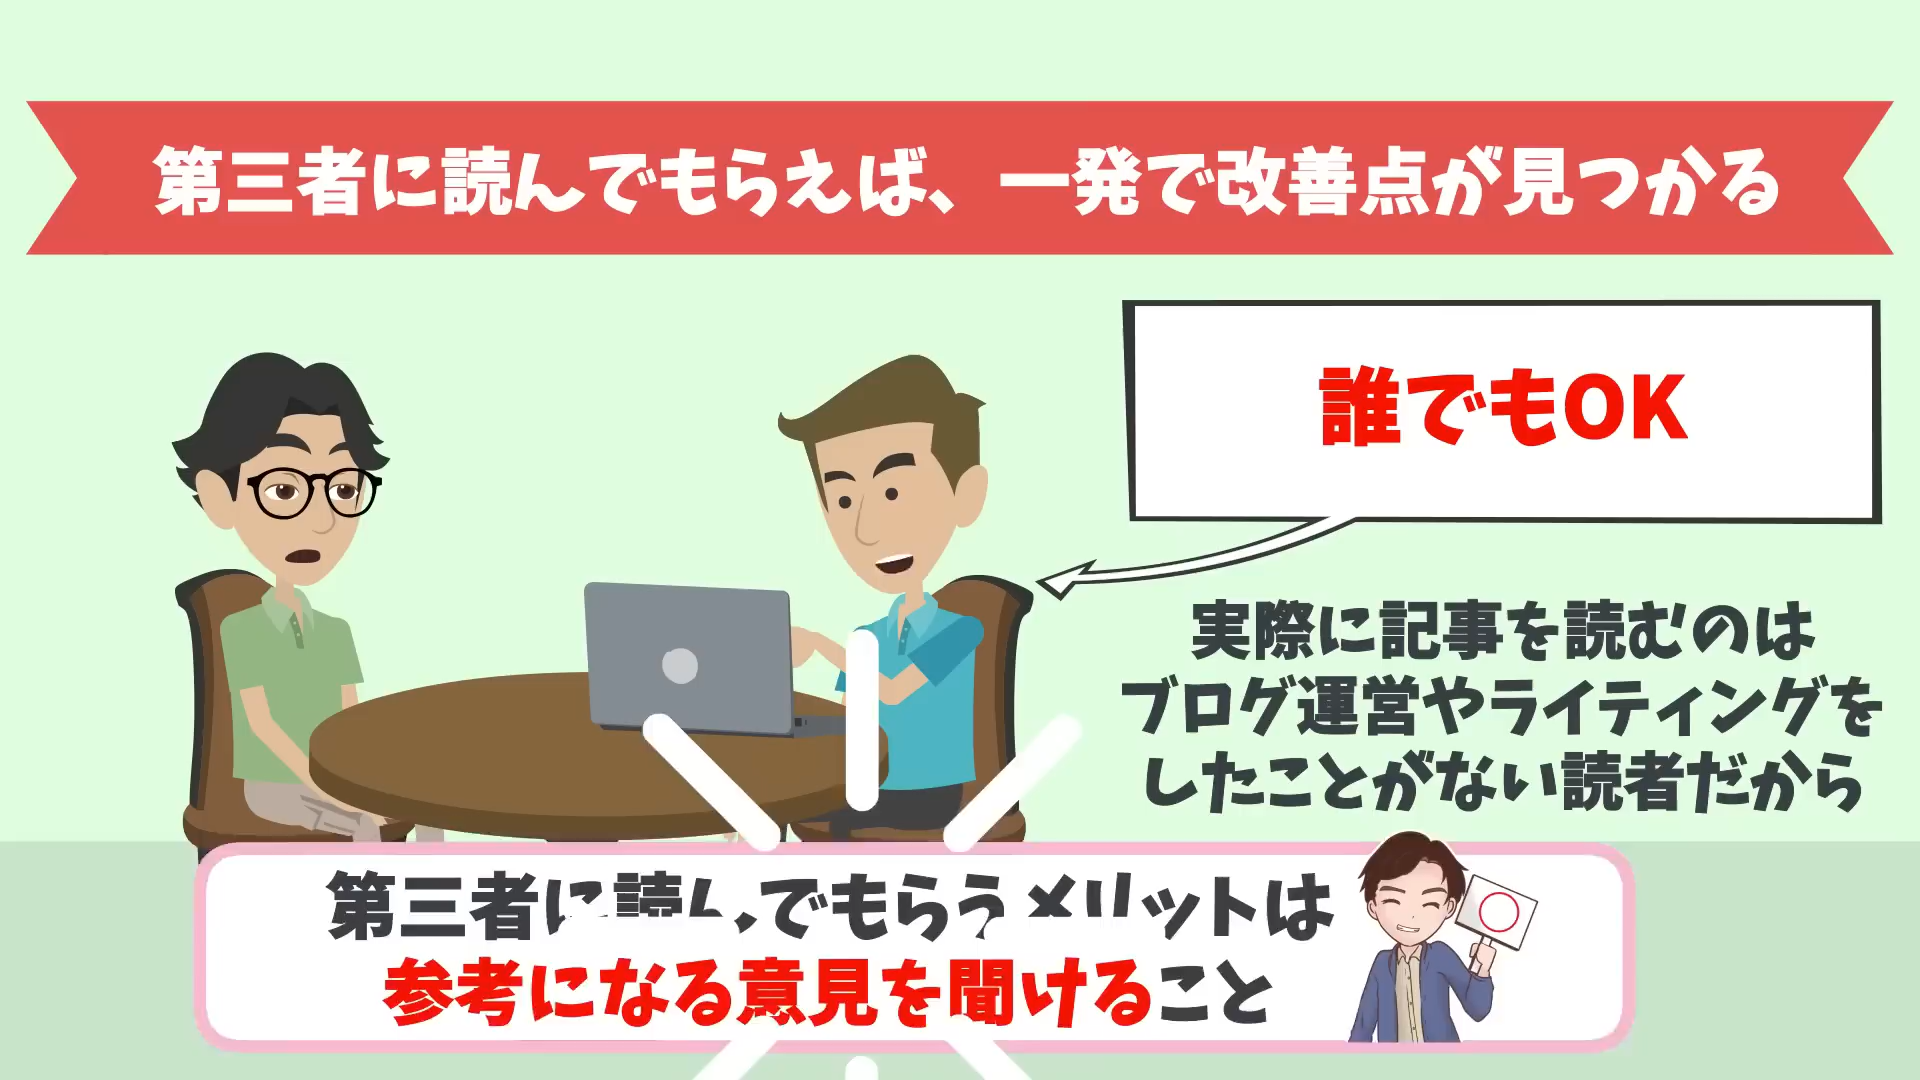 第三者に読んでもらえば、一発で改善点が見つかる
誰でもOK
実際に記事を読むのは
ブログ運営やライティングを
したことがない読者だから
第三者に読んでもらうメリットは
参考になる意見を聞けること